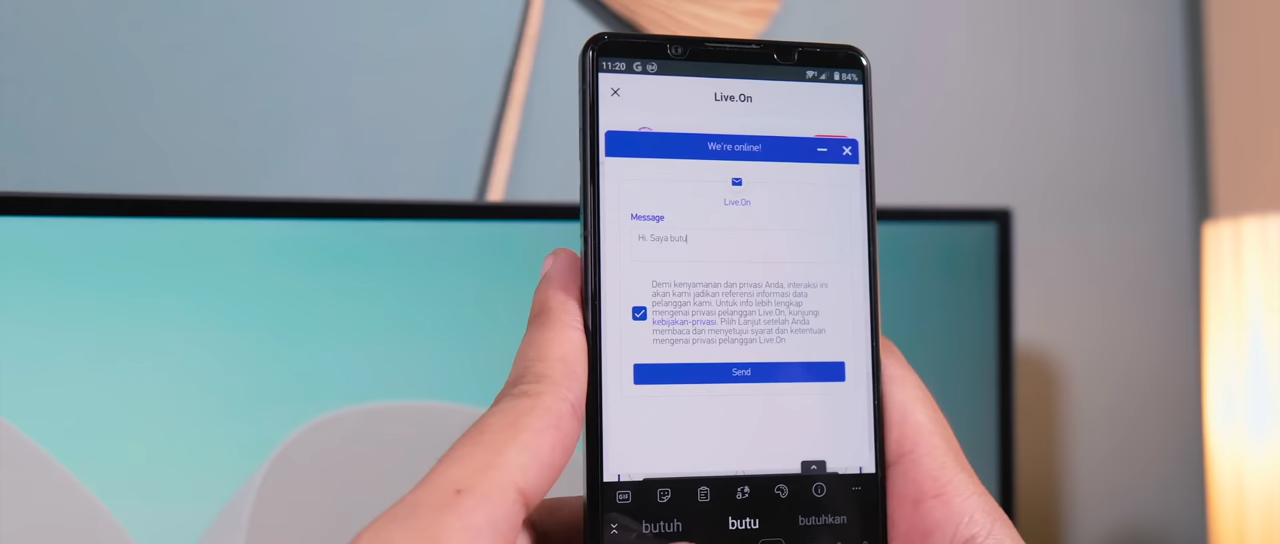 11:20 G 84%
Live.On
We're online!
Live.On
Message
Hi. Saya butu
Demi kenyamanan dan privasi Anda, interaksi ini
akan kami jadikan referensi informasi data
pelanggan kami. Untuk info lebih lengkap
mengenai privasi pelanggan Live.On, kunjungi
kebijakan-privasi. Pilih Lanjut setelah Anda
membaca dan menyetujui syarat dan ketentuan
mengenai privasi pelanggan Live.On
Send
GIF
butuh butu butuhkan